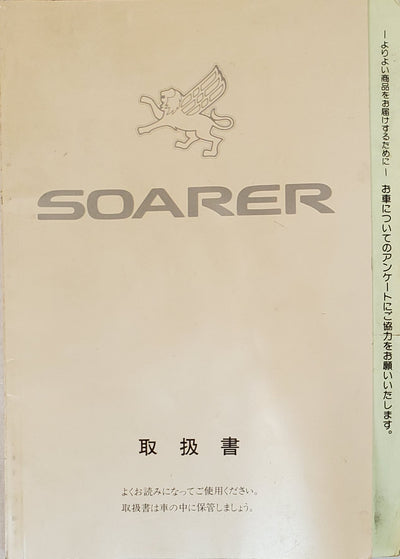 SOARER
取扱書
よくお読みになってご使用ください。
取扱書は車の中に保管しましょう。
ーよりよい商品をお届けするためにー お車についてのアンケートにご協力をお願いいたします。